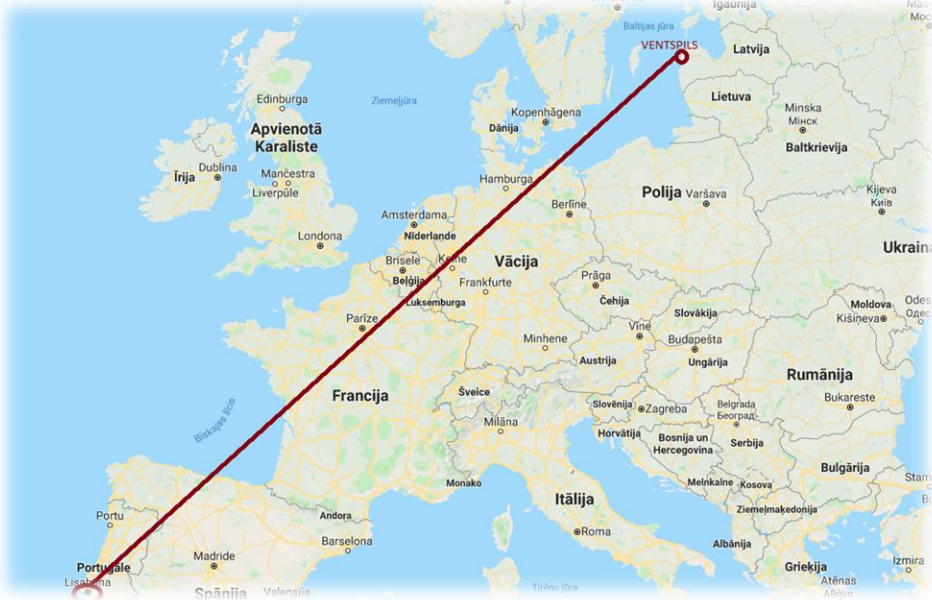 Igaunija
Baltijas jūra
VENTSPILS
Latvija
Lietuva
Edinburga
Ziemeļjūra
Kopenhāgena
Dānija
Minska
Мінск
Baltkrievija
Apvienotā
Karaliste
Dublina
Īrija
Mančestra
Liverpūle
Hamburga
Polija
Varšava
Kijeva
Київ
Berlīne
Amsterdama
Nīderlande
Londona
Ukraina
Brisele
Beļģija
Ķelne
Vācija
Frankfurte
Prāga
Čehija
Luksemburga
Slovākija
Moldova
Kišiņeva
Parīze
Vīne
Budapešta
Ungārija
Minhene
Austrija
Rumānija
Francija
Šveice
Bukareste
Biskajas līcis
Slovēnija
Zagreba
Belgrada
Београд
Milāna
Horvātija
Bosnija un
Hercegovina
Serbija
Bulgārija
Monako
Melnkalne
Kosova
Itālija
Ziemeļmaķedonija
Andora
Portu
Roma
Barselona
Albānija
Madride
Portugāle
Grieķija
Izmira
Lisabona
Spānija
Valensija
Tirēnu jūra
Atēnas
Αθήνα